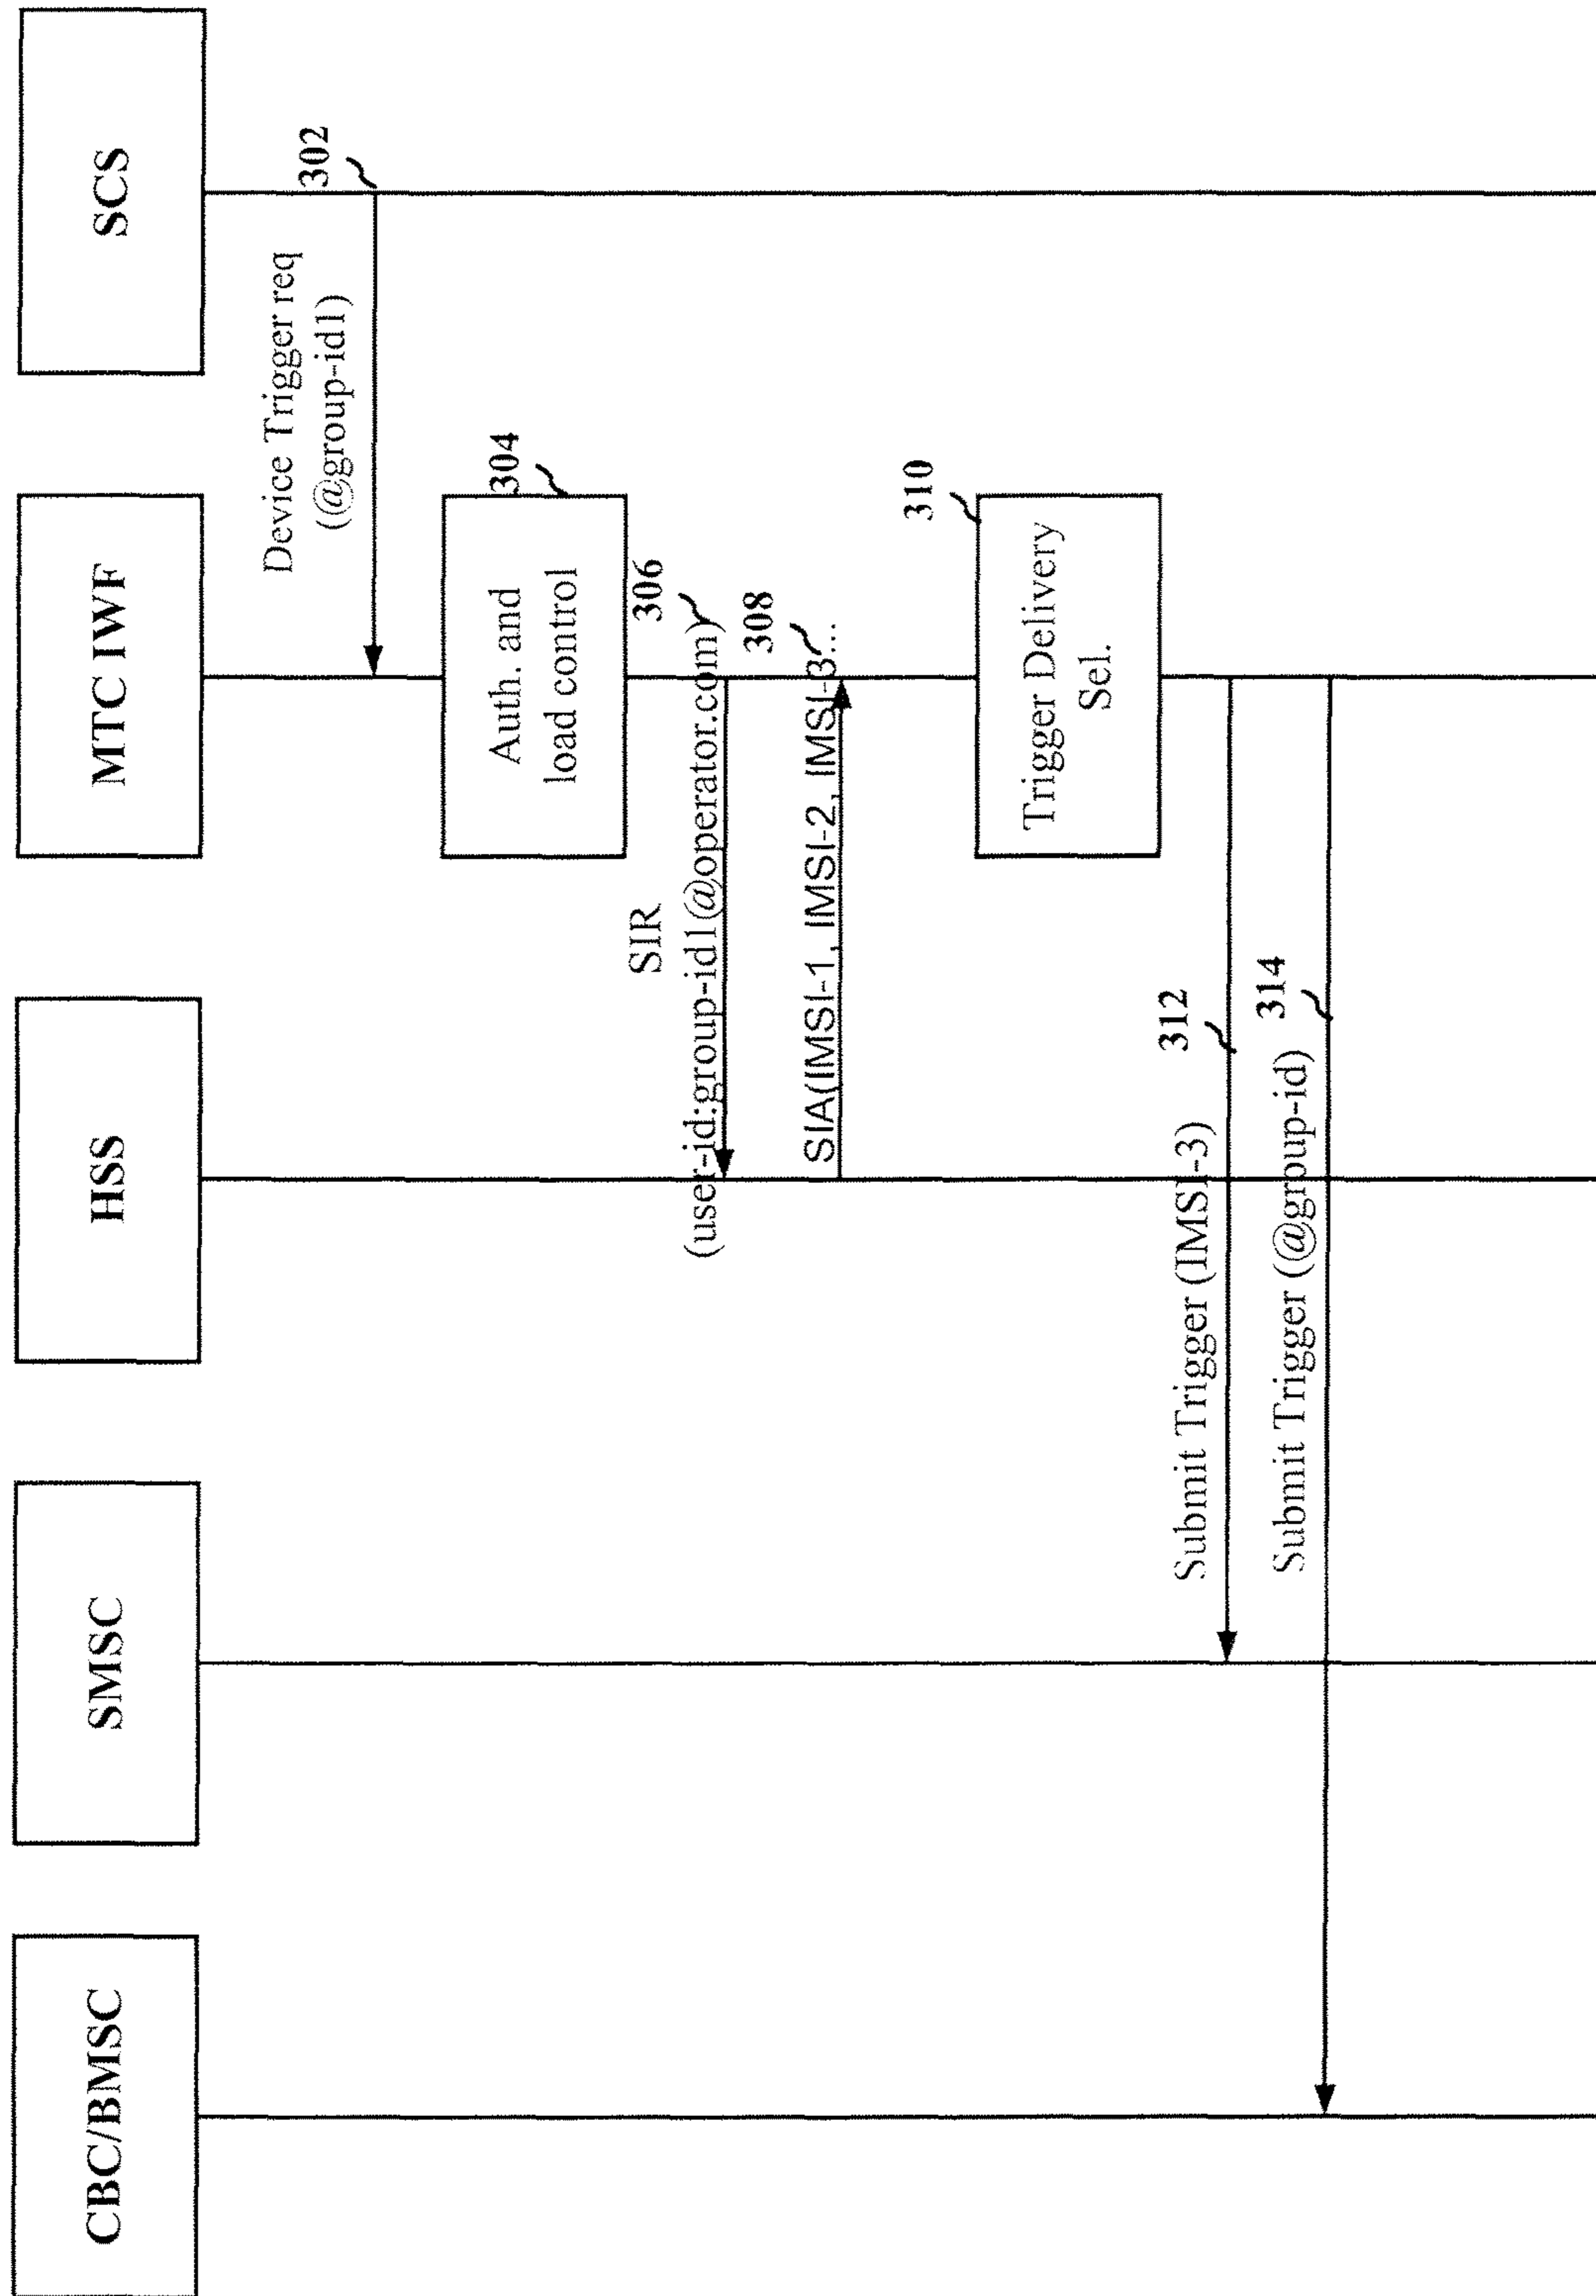 CBC/BMSC
SMSC
HSS
MTC IWF
SCS
302
Device Trigger req
(@group-id1)
304
Auth. and
load control
306
SIR
(user-id:group-id1@operator.com)
308
SIA(IMSI-1, IMSI-2, IMSI-3...
310
Trigger Delivery
Sel.
312
Submit Trigger (IMSI-3)
314
Submit Trigger (@group-id)